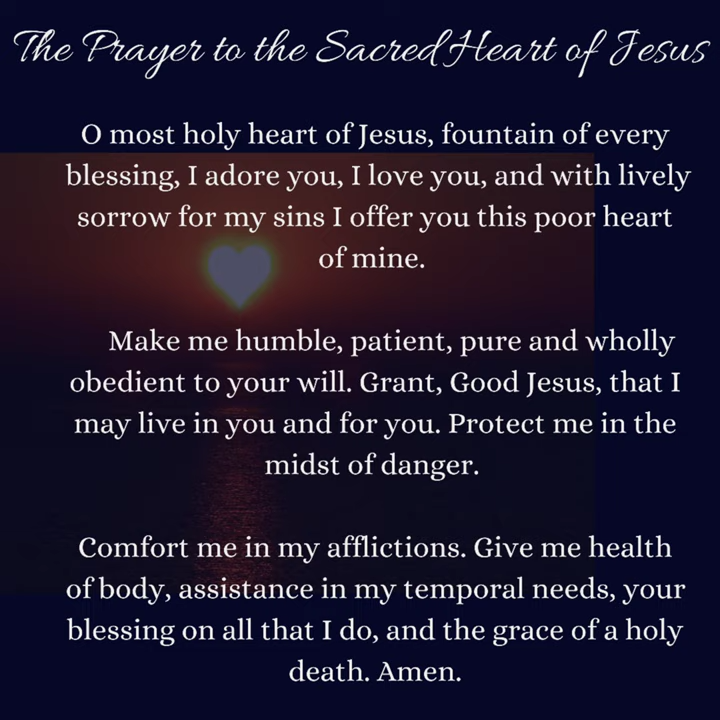 The Prayer to the Sacred Heart of Jesus
O most holy heart of Jesus, fountain of every
blessing, I adore you, I love you, and with lively
sorrow for my sins I offer you this poor heart
of mine.
Make me humble, patient, pure and wholly
obedient to your will. Grant, Good Jesus, that I
may live in you and for you. Protect me in the
midst of danger.
Comfort me in my afflictions. Give me health
of body, assistance in my temporal needs, your
blessing on all that I do, and the grace of a holy
death. Amen.